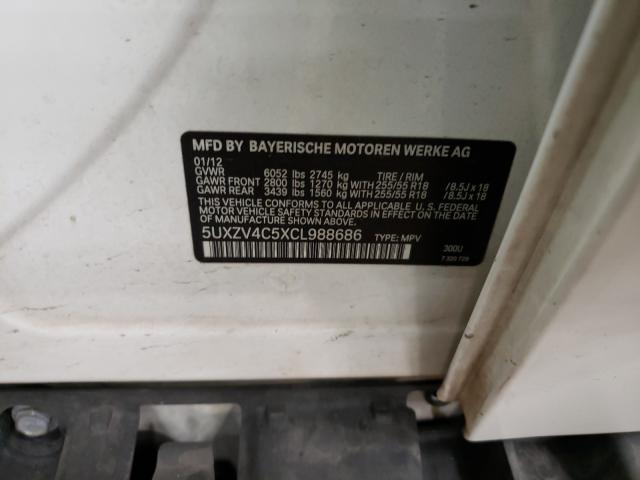 MFD BY BAYERISCHE MOTOREN WERKE AG
01/12
GVWR 6052 lbs 2745 kg TIRE / RIM
GAWR FRONT 2800 lbs 1270 kg WITH 255/55 R18 /8.5J x 18
GAWR REAR 3439 lbs 1560 kg WITH 255/55 R18 /8.5J x 18
THIS VEHICLE CONFORMS TO ALL APPLICABLE U. S. FEDERAL
MOTOR VEHICLE SAFETY STANDARDS IN EFFECT ON THE
DATE OF MANUFACTURE SHOWN ABOVE.
5UXZV4C5XCL988686 TYPE: MPV 300U
7 320 729